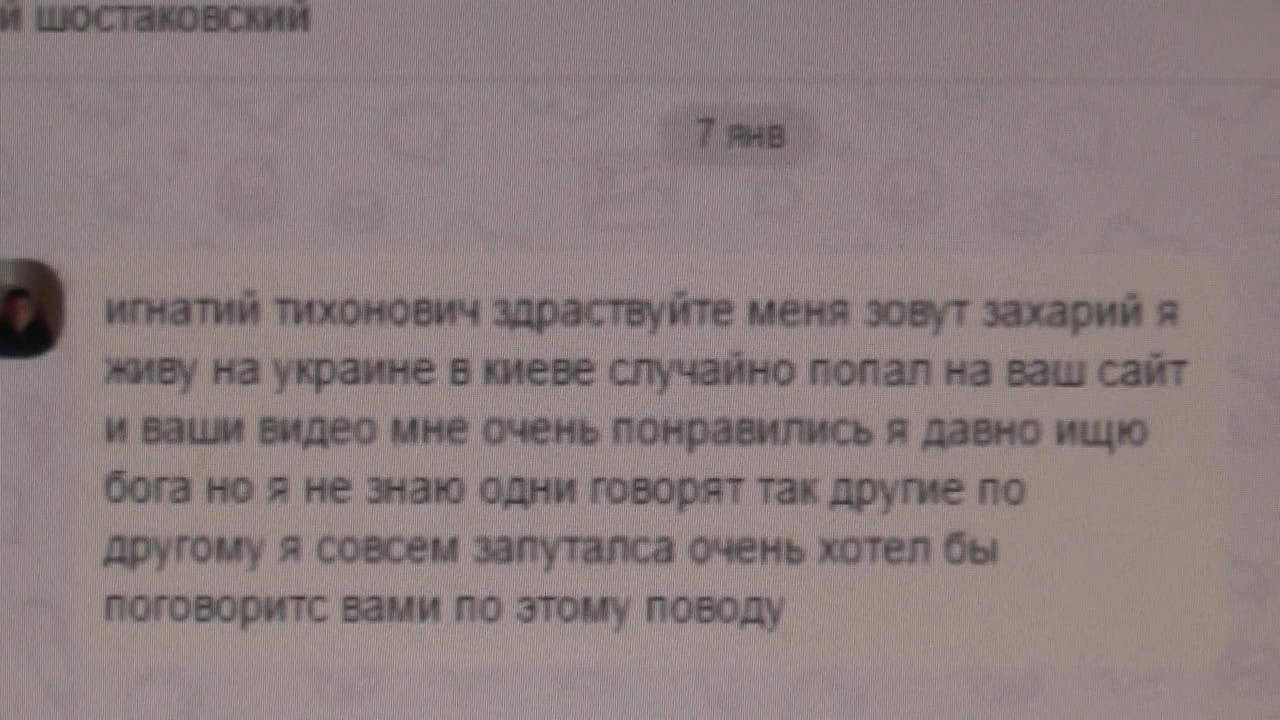 й шостаковский
7 янв
игнатий тихонович здраствуйте меня зовут захарий я
живу на украине в киеве случайно попал на ваш сайт
и ваши видео мне очень понравились я давно ищю
бога но я не знаю одни говорят так другие по
другому я совсем запуталса очень хотел бы
поговоритс вами по этому поводу